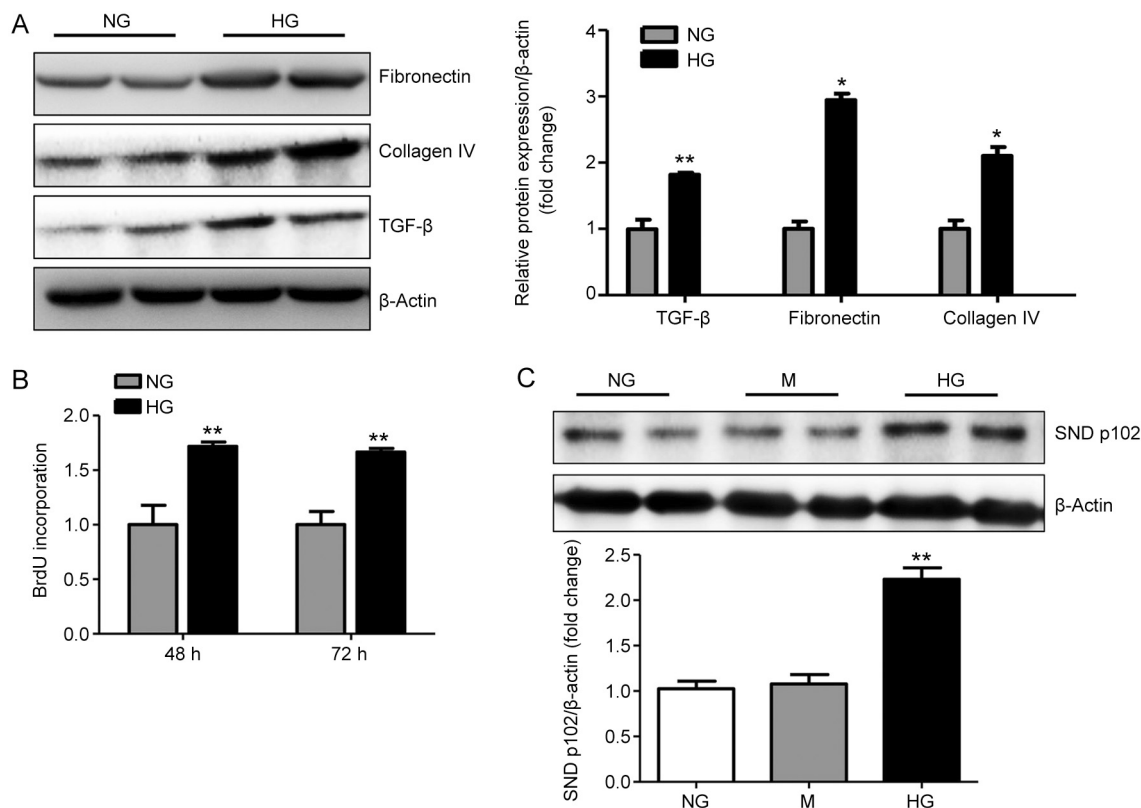 A
NG HG
Fibronectin
Collagen IV
TGF-β
β-Actin
NG
HG
Relative protein expression/β-actin
(fold change)
4
3
2
1
0
** * *
TGF-β Fibronectin Collagen IV
B
NG
HG
BrdU incorporation
2.0
1.5
1.0
0.5
0.0
** **
48 h 72 h
C
NG M HG
SND p102
β-Actin
SND p102/β-actin (fold change)
2.5
2.0
1.5
1.0
0.5
0.0
**
NG M HG